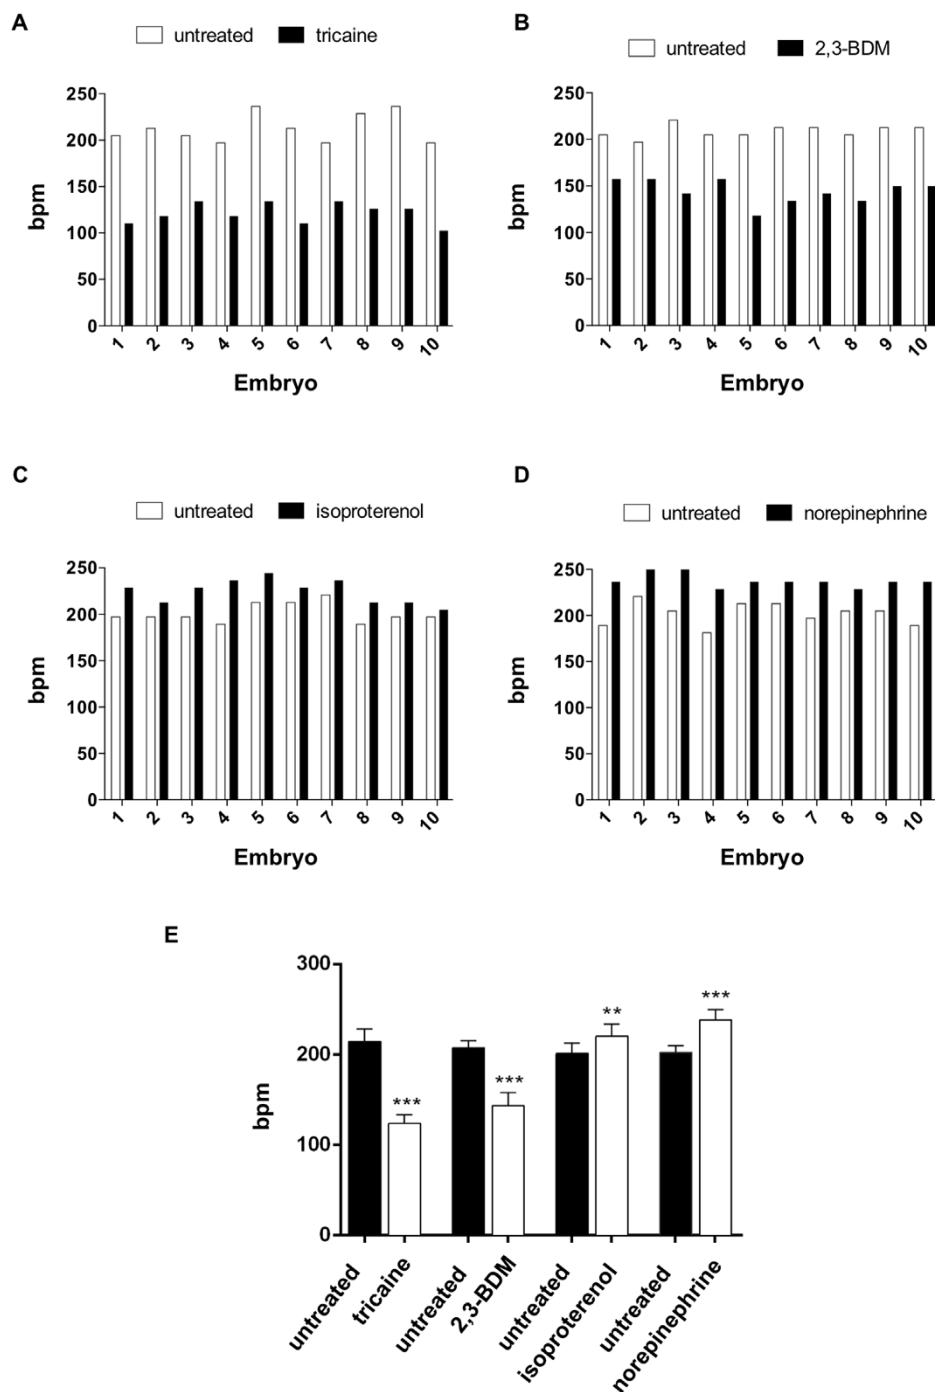 A
untreated tricaine
250
200
150
100
50
0
bpm
1 2 3 4 5 6 7 8 9 10
Embryo
B
untreated 2,3-BDM
250
200
150
100
50
0
bpm
1 2 3 4 5 6 7 8 9 10
Embryo
C
untreated isoproterenol
250
200
150
100
50
0
bpm
1 2 3 4 5 6 7 8 9 10
Embryo
D
untreated norepinephrine
250
200
150
100
50
0
bpm
1 2 3 4 5 6 7 8 9 10
Embryo
E
300
200
100
0
bpm
*** *** ** ***
untreated tricaine untreated 2,3-BDM untreated isoproterenol untreated norepinephrine